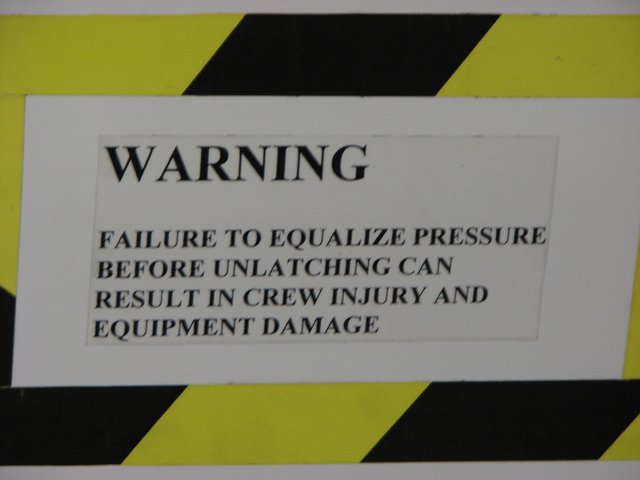 WARNING
FAILURE TO EQUALIZE PRESSURE
BEFORE UNLATCHING CAN
RESULT IN CREW INJURY AND
EQUIPMENT DAMAGE